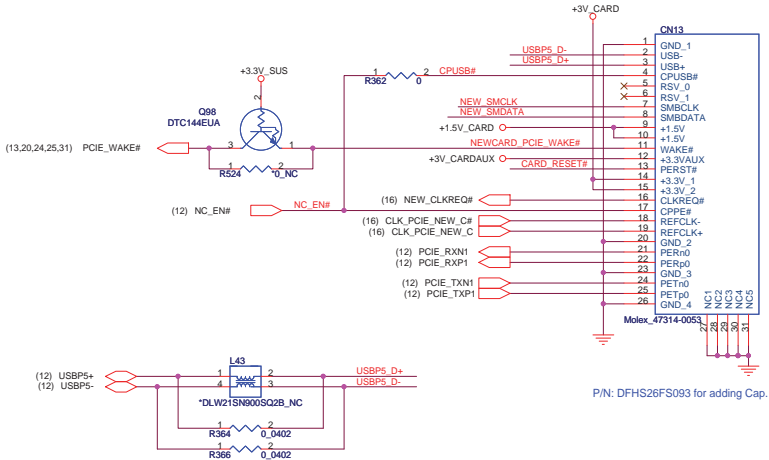 +3V_CARD
CN13
1 GND_1
USBP5_D- 2 USB-
USBP5_D+ 3 USB+
1 R362 2 0 CPUSB# 4 CPUSB#
5 RSV_0
6 RSV_1
NEW_SMCLK 7 SMBCLK
NEW_SMDATA 8 SMBDATA
+1.5V_CARD 9 +1.5V
10 +1.5V
NEWCARD_PCIE_WAKE# 11 WAKE#
+3V_CARDAUX 12 +3.3VAUX
CARD_RESET# 13 PERST#
14 +3.3V_1
15 +3.3V_2
(16) NEW_CLKREQ# 16 CLKREQ#
17 CPPE#
(16) CLK_PCIE_NEW_C# 18 REFCLK-
(16) CLK_PCIE_NEW_C 19 REFCLK+
20 GND_2
(12) PCIE_RXN1 21 PERn0
(12) PCIE_RXP1 22 PERp0
23 GND_3
(12) PCIE_TXN1 24 PETn0
(12) PCIE_TXP1 25 PETp0
26 GND_4
Molex_47314-0053
NC1 NC2 NC3 NC4 NC5
27 28 29 30 31
+3.3V_SUS
2
Q98
DTC144EUA
(13,20,24,25,31) PCIE_WAKE# 3 1
1 2
R524 *0_NC
(12) NC_EN# NC_EN#
L43
(12) USBP5+ 1 2 USBP5_D+
(12) USBP5- 4 3 USBP5_D-
*DLW21SN900SQ2B_NC
1 2
R364 0_0402
1 2
R366 0_0402
P/N: DFHS26FS093 for adding Cap.